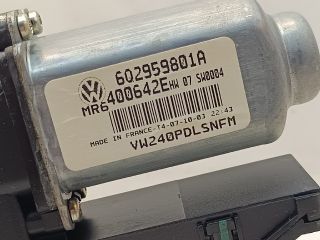 6Q2959801A
MR6400642E HW 07 SW0004
MADE IN FRANCE-T4-07-10-03 22:43
VW240PDLSNFM